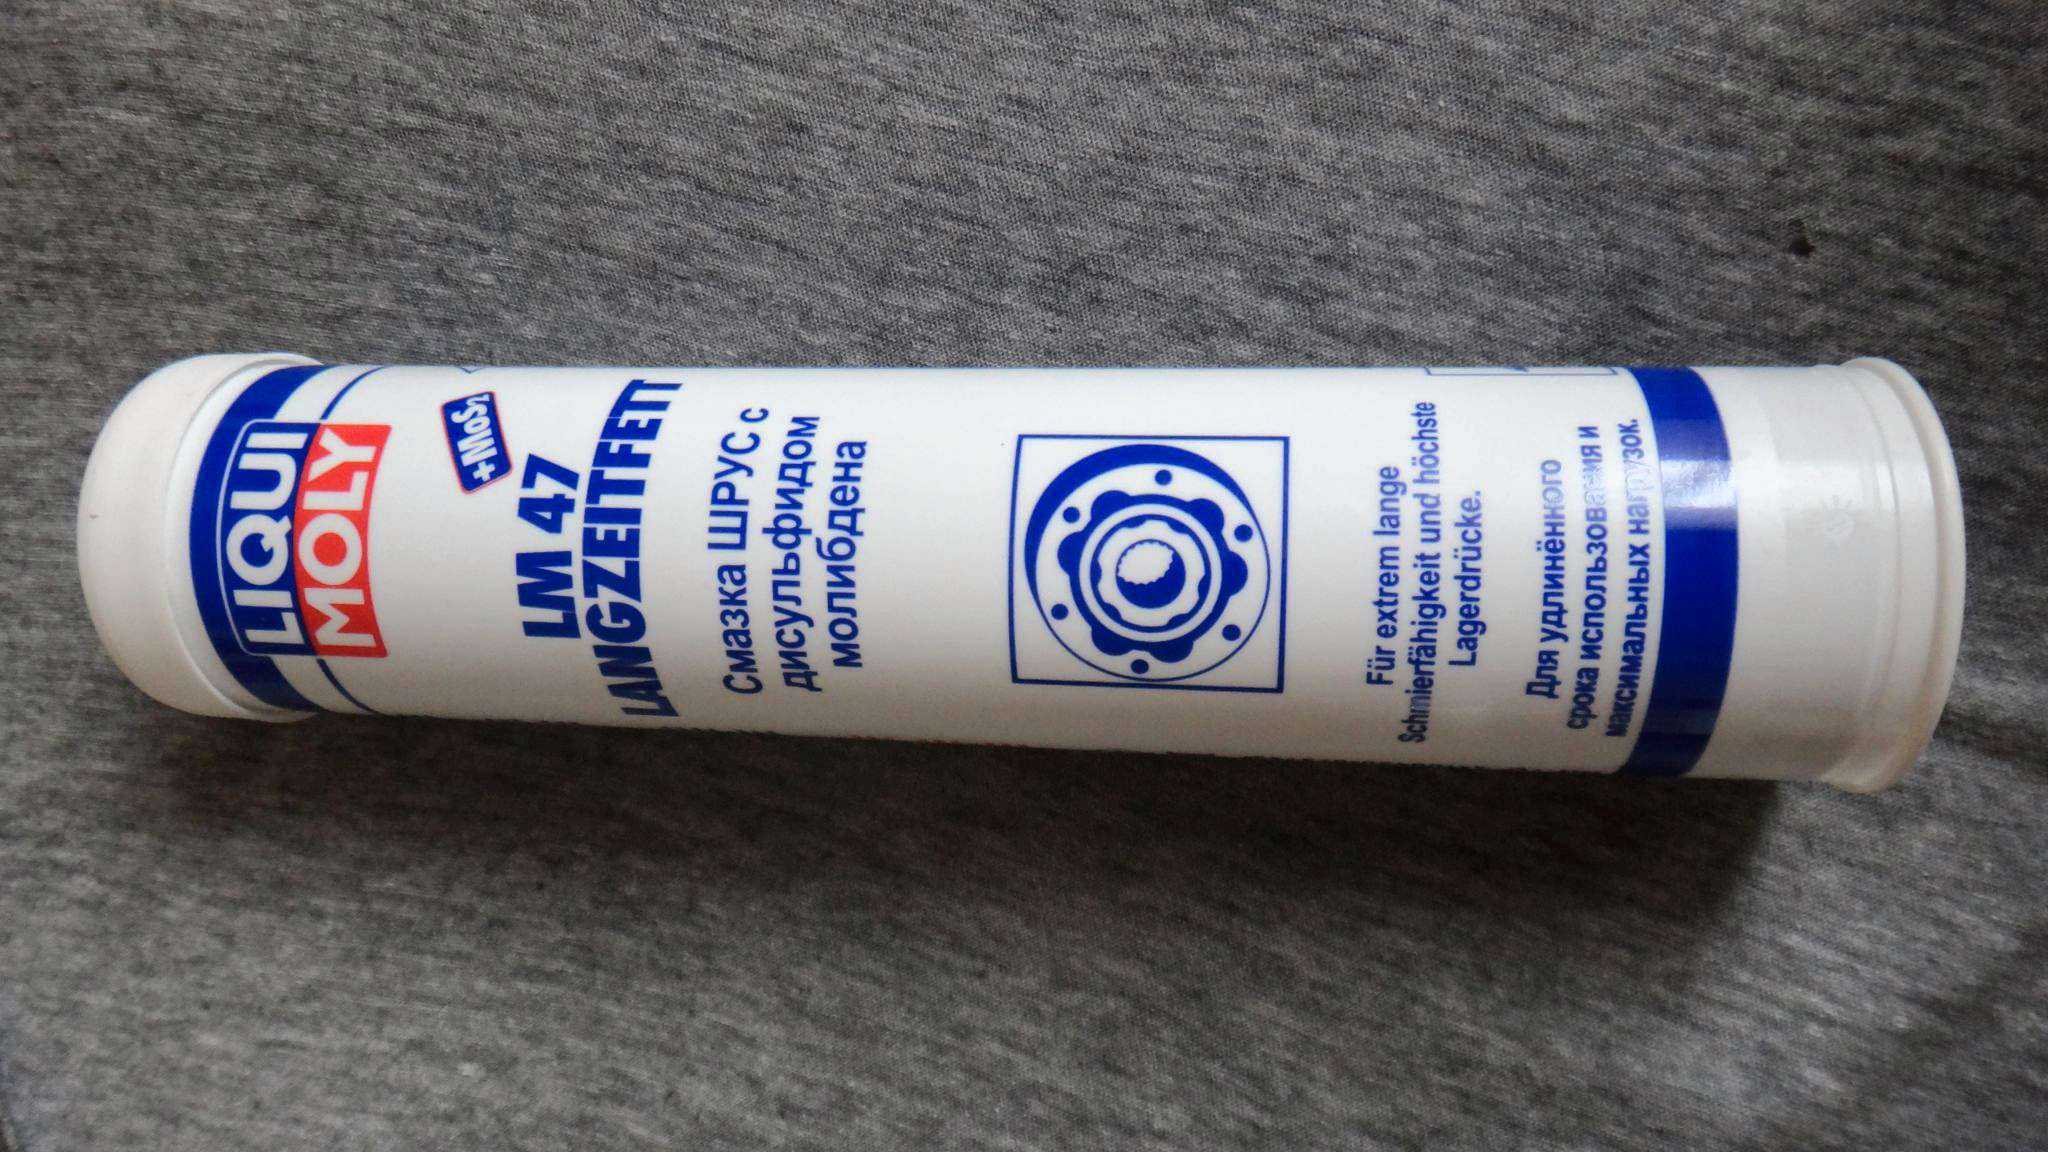 LIQUI
MOLY
+MoS2
LM 47
LANGZEITFETT
Смазка ШРУС с
дисульфидом
молибдена
Für extrem lange
Schmierfähigkeit und höchste
Lagerdrücke.
Для удлинённого
срока использования и
максимальных нагрузок.